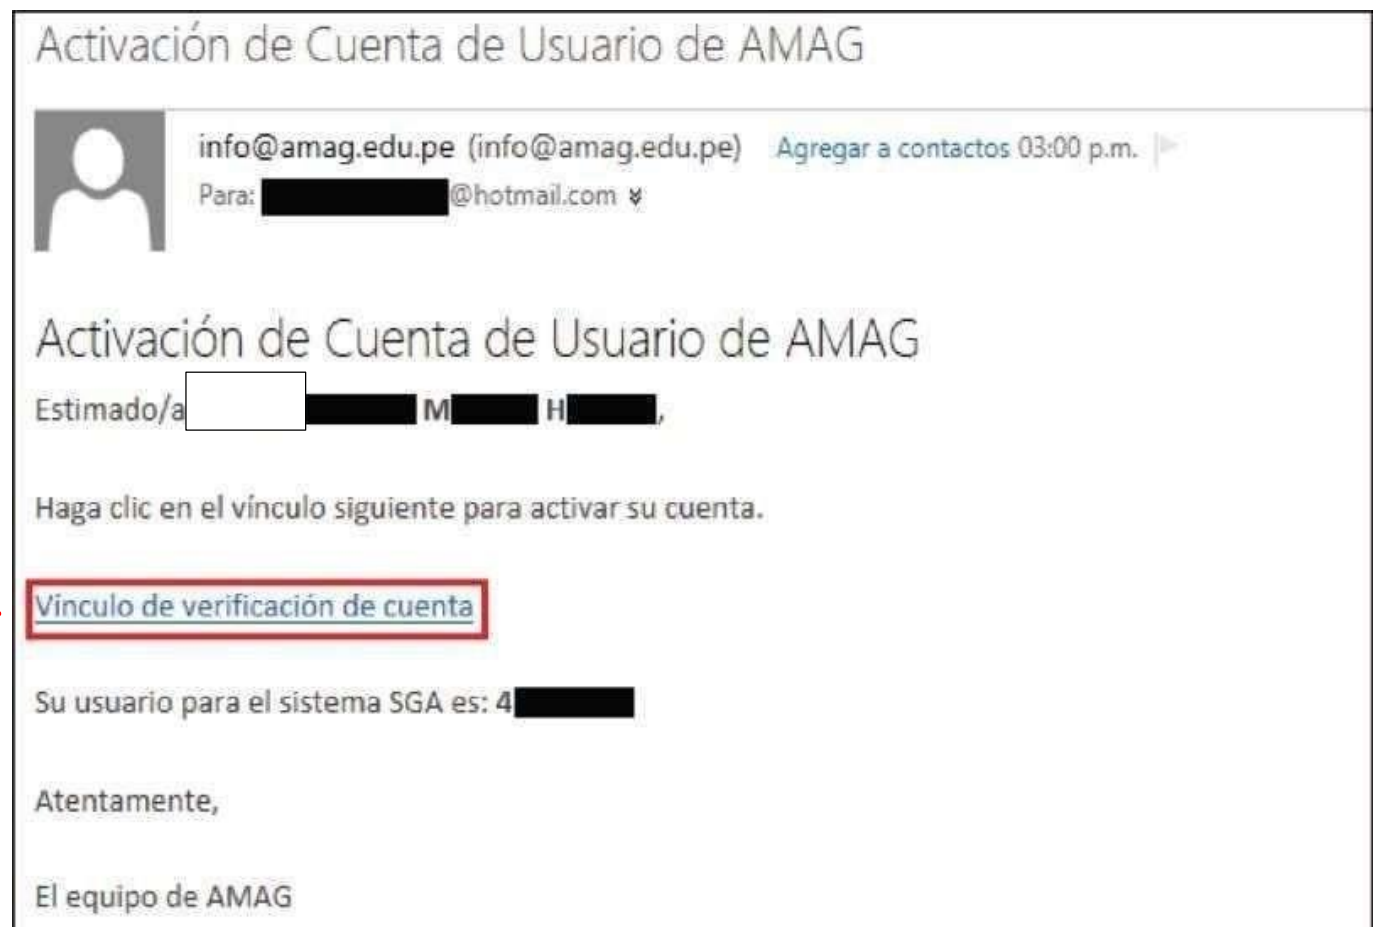 Activación de Cuenta de Usuario de AMAG
info@amag.edu.pe (info@amag.edu.pe) Agregar a contactos 03:00 p.m.
Para: @hotmail.com
Activación de Cuenta de Usuario de AMAG
Estimado/a M H ,
Haga clic en el vínculo siguiente para activar su cuenta.
Vínculo de verificación de cuenta
Su usuario para el sistema SGA es: 4
Atentamente,
El equipo de AMAG